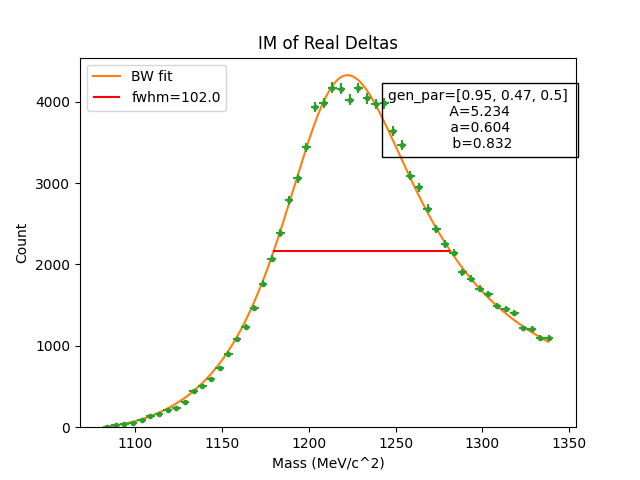 IM of Real Deltas
BW fit
fwhm=102.0
gen_par=[0.95, 0.47, 0.5]
A=5.234
a=0.604
b=0.832
Count
4000
3000
2000
1000
0
1100 1150 1200 1250 1300 1350
Mass (MeV/c^2)